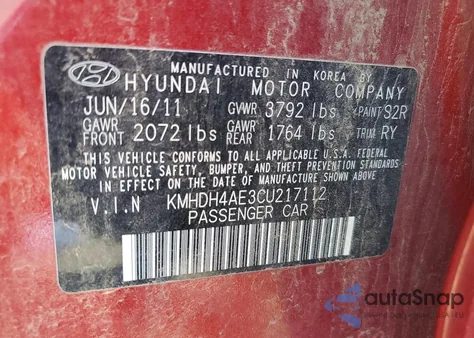 MANUFACTURED IN KOREA BY
HYUNDAI MOTOR COMPANY
JUN/16/11 GVWR 3792 lbs PAINT S2R
GAWR FRONT 2072 lbs GAWR REAR 1764 lbs TRIM RY
THIS VEHICLE CONFORMS TO ALL APPLICABLE U.S.A. FEDERAL
MOTOR VEHICLE SAFETY, BUMPER, AND THEFT PREVENTION
STANDARDS IN EFFECT ON THE DATE OF MANUFACTURE SHOWN ABOVE.
V.I.N KMHDH4AE3CU217112
PASSENGER CAR
autoSnap